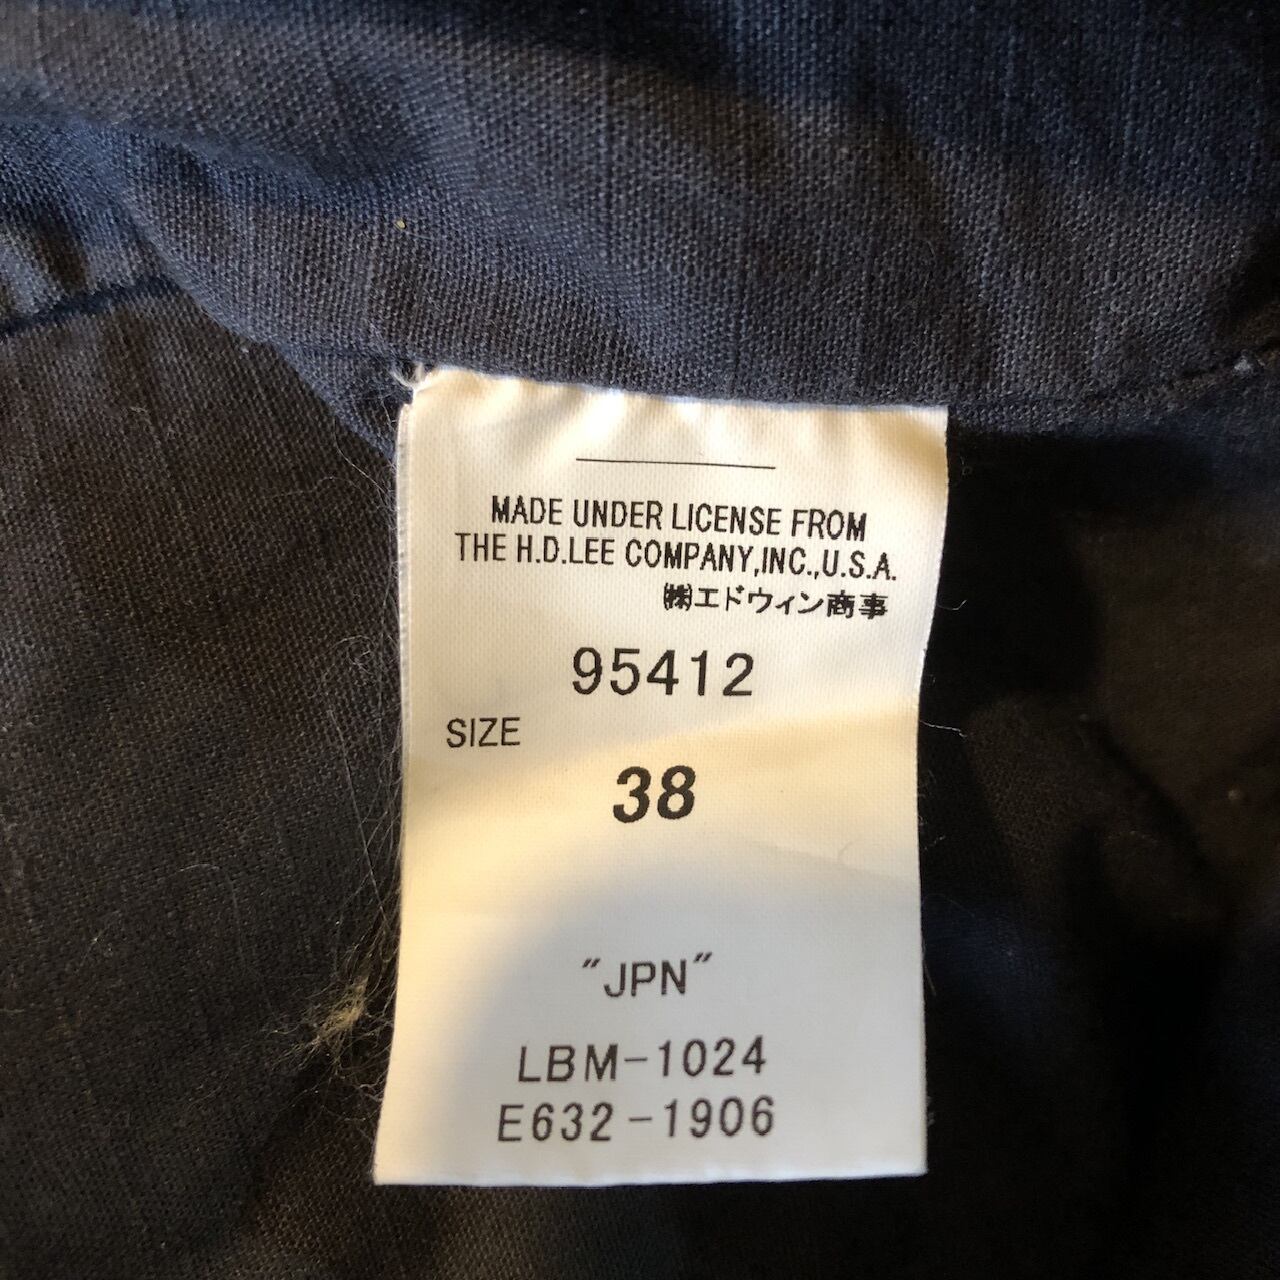 MADE UNDER LICENSE FROM
THE H.D.LEE COMPANY,INC.,U.S.A.
㈱エドウィン商事
95412
SIZE
38
"JPN"
LBM-1024
E632-1906